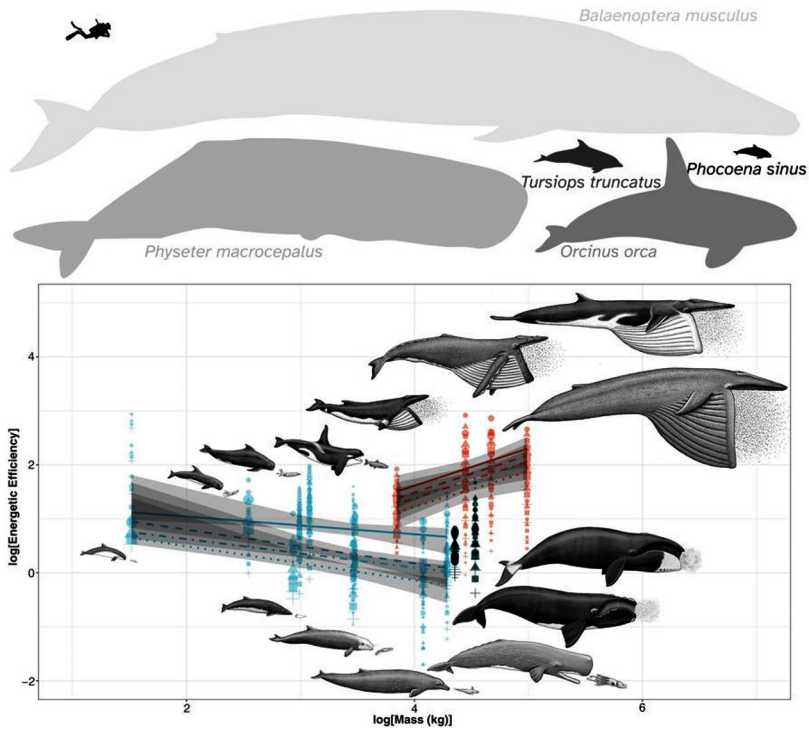 Balaenoptera musculus
Tursiops truncatus
Phocoena sinus
Physeter macrocepalus
Orcinus orca
log[Energetic Efficiency]
4
2
0
−2
2
4
6
log[Mass (kg)]